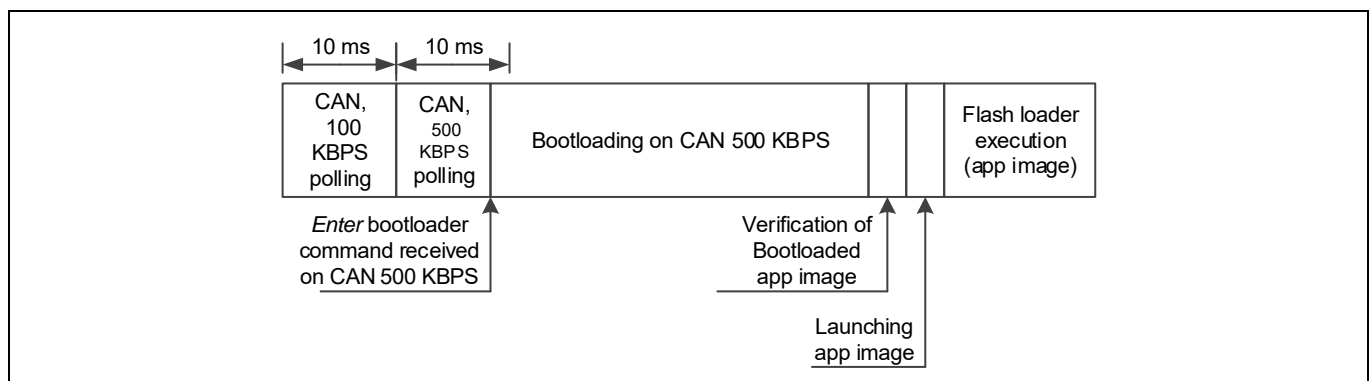 10 ms
10 ms
CAN,
100
KBPS
polling
CAN,
500
KBPS
polling
Bootloading on CAN 500 KBPS
Flash loader
execution
(app image)
Enter bootloader
command received
on CAN 500 KBPS
Verification of
Bootloaded
app image
Launching
app image